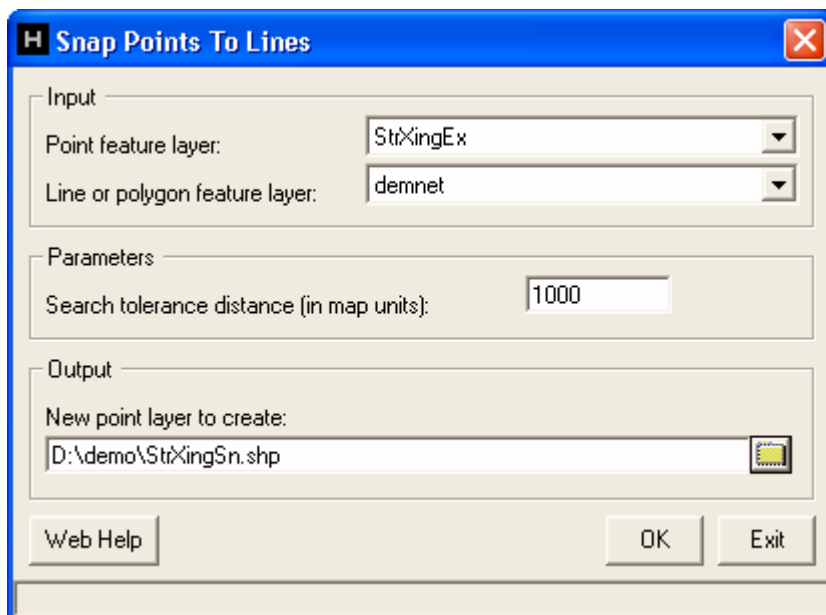 H Snap Points To Lines
Input
Point feature layer: StrXingEx
Line or polygon feature layer: demnet
Parameters
Search tolerance distance (in map units): 1000
Output
New point layer to create:
D:\demo\StrXingSn.shp
Web Help OK Exit